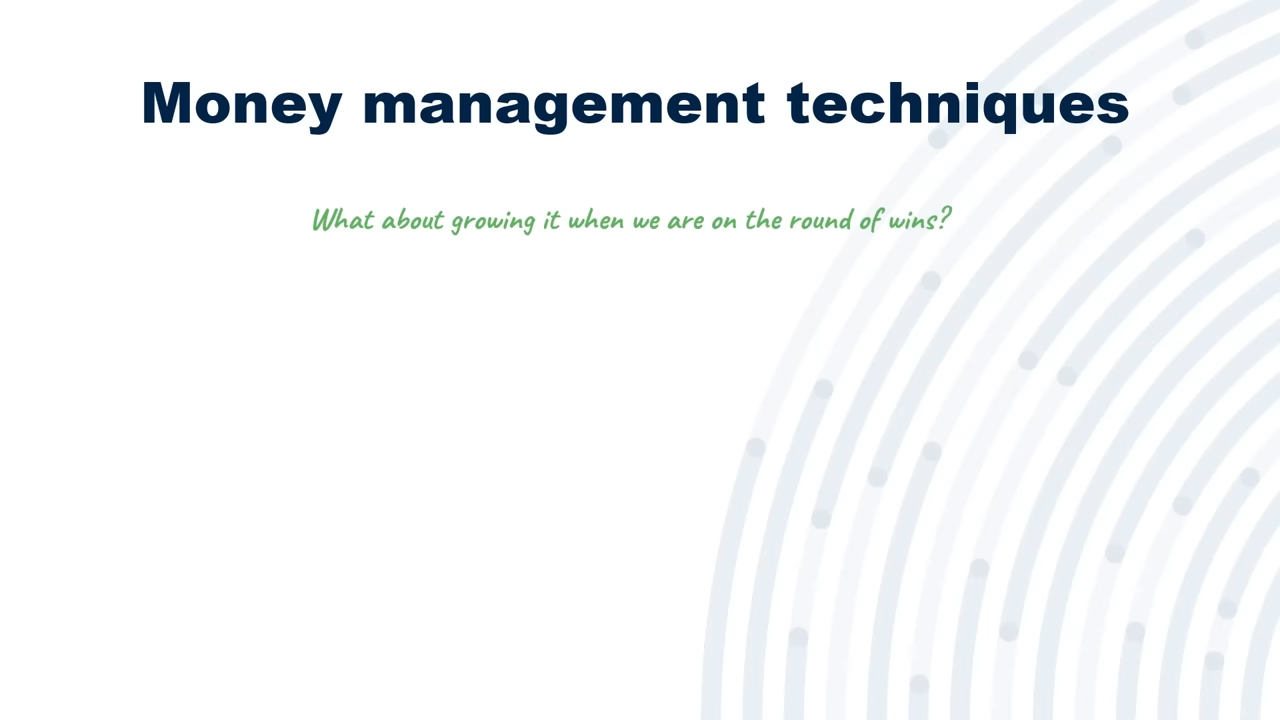 Money management techniques
What about growing it when we are on the round of wins?